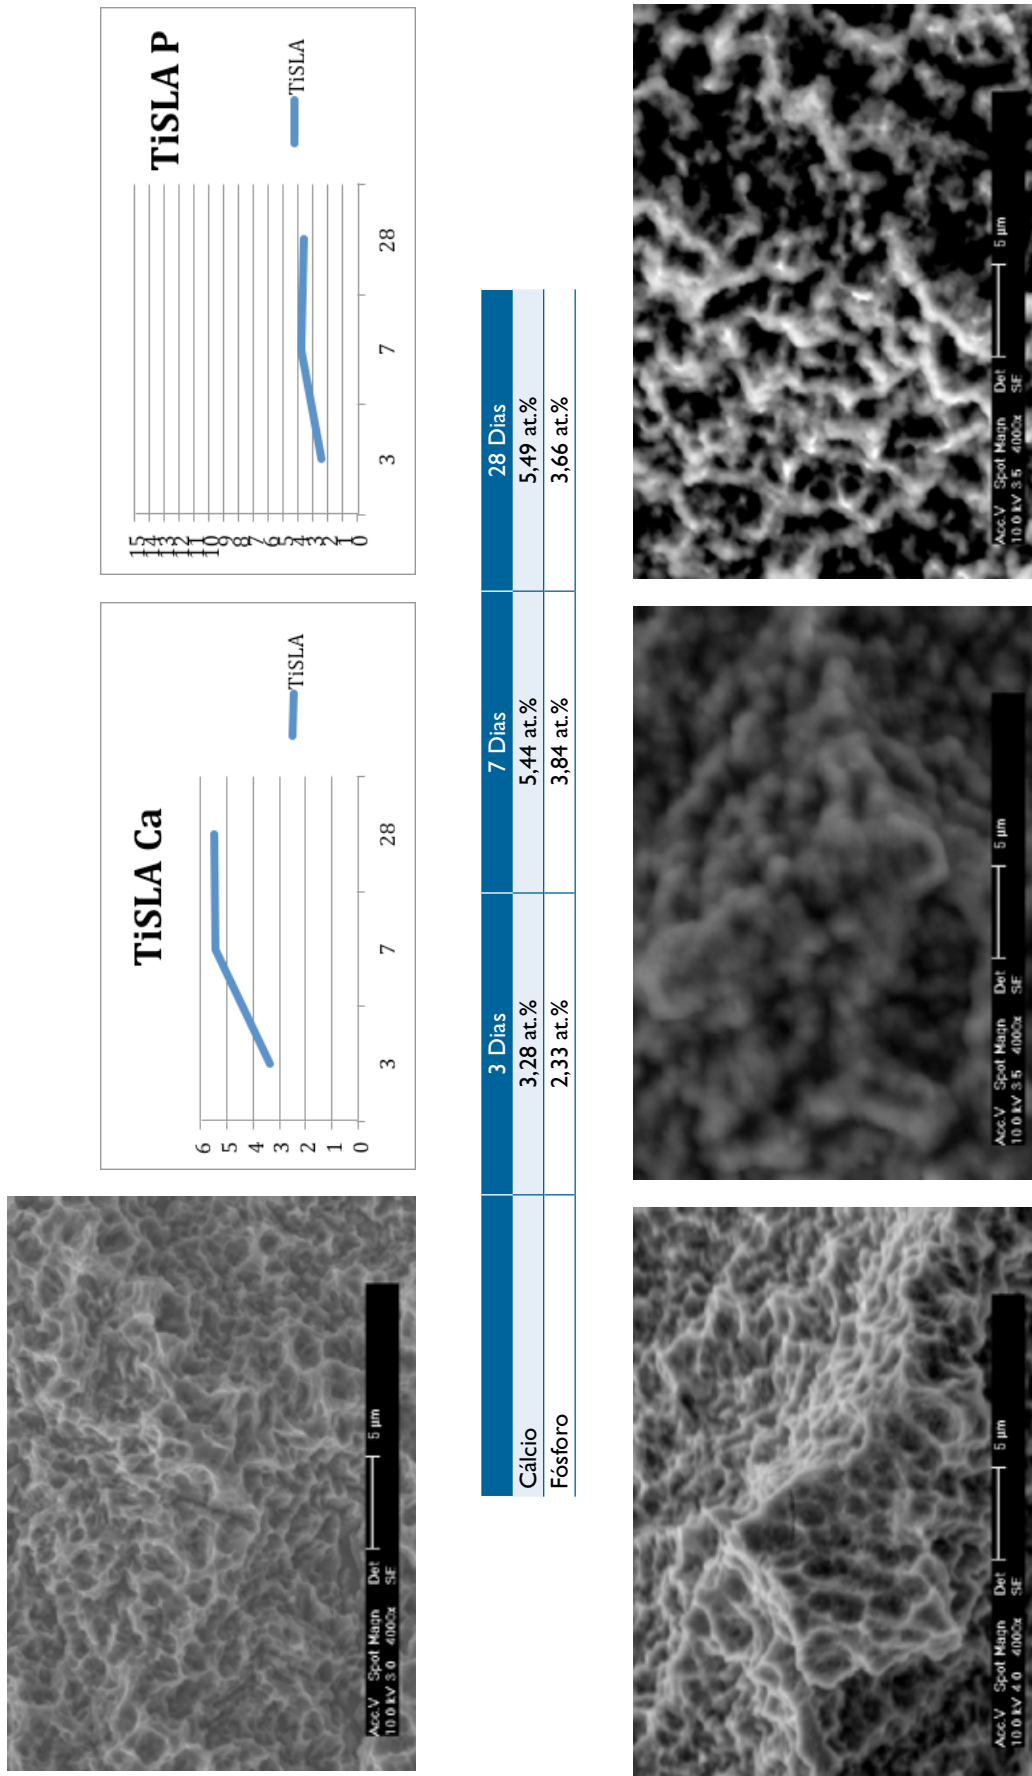 Acc.V Spot Magn Det
10.0 kV 3.0 4000x SE
5 µm
TiSLA Ca
6
5
4
3
2
1
0
3 7 28
TiSLA
TiSLA P
15
14
13
12
11
10
9
8
7
6
5
4
3
2
1
0
3 7 28
TiSLA
3 Dias 7 Dias 28 Dias
Cálcio 3,28 at.% 5,44 at.% 5,49 at.%
Fósforo 2,33 at.% 3,84 at.% 3,66 at.%
Acc.V Spot Magn Det
10.0 kV 4.0 4000x SE
5 µm
Acc.V Spot Magn Det
10.0 kV 3.5 4000x SE
5 µm
Acc.V Spot Magn Det
10.0 kV 3.5 4000x SE
5 µm